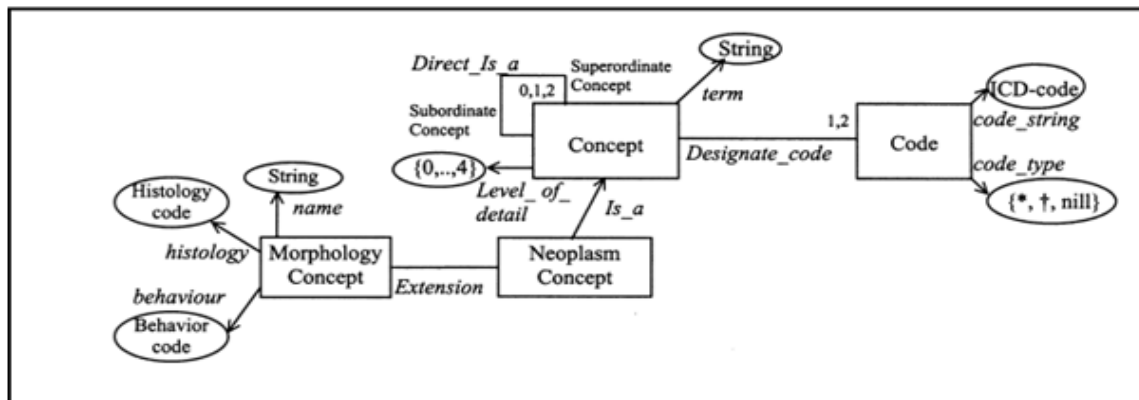 String
Direct_Is_a
Superordinate
Concept
0,1,2
term
ICD-code
Subordinate
Concept
1,2
code_string
Concept
Code
Designate_code
code_type
{0,..,4}
String
Level_of_
detail
Is_a
{*, †, nill}
Histology
code
name
histology
Morphology
Concept
Neoplasm
Concept
Extension
behaviour
Behavior
code